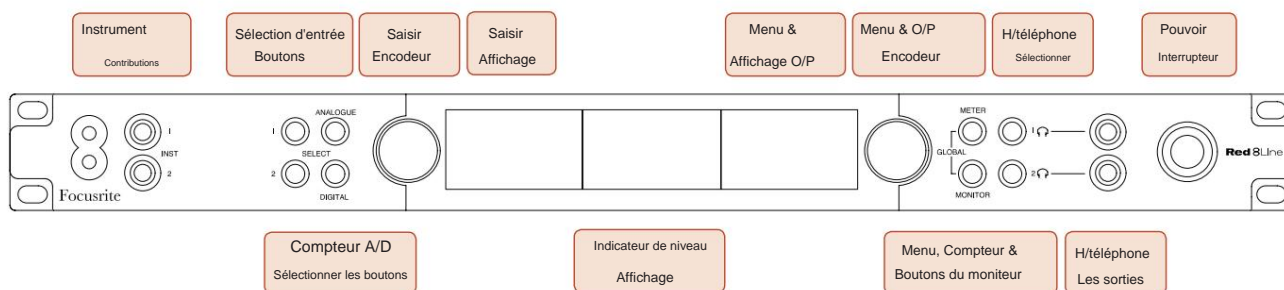 Instrument
Contributions
Sélection d'entrée
Boutons
Saisir
Encodeur
Saisir
Affichage
Menu &
Affichage O/P
Menu & O/P
Encodeur
H/téléphone
Sélectionner
Pouvoir
Interrupteur
1
INST
2
Focusrite
ANALOGUE
1
SELECT
2
DIGITAL
METER
GLOBAL
MONITOR
1
2
Red 8Line
Compteur A/D
Sélectionner les boutons
Indicateur de niveau
Affichage
Menu, Compteur &
Boutons du moniteur
H/téléphone
Les sorties